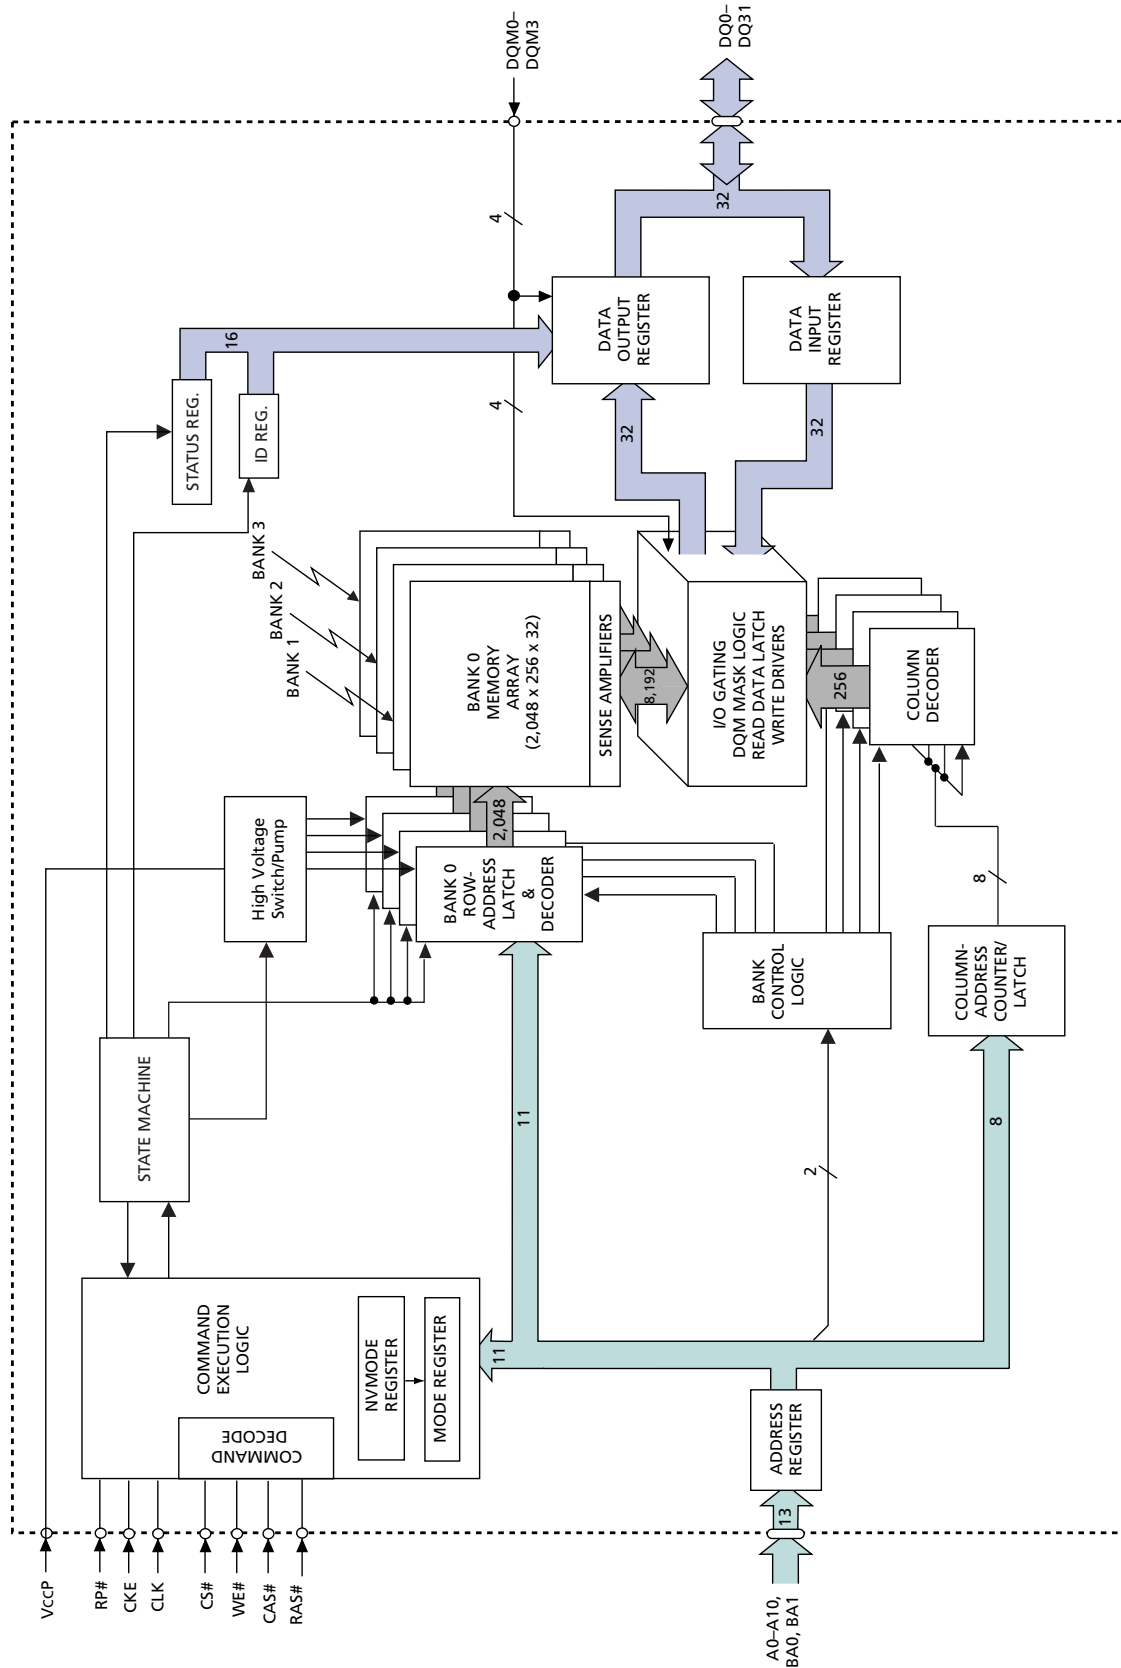 VccP
RP#
CKE
CLK
CS#
WE#
CAS#
RAS#
A0–A10,
BA0, BA1
13
ADDRESS
REGISTER
COMMAND
EXECUTION
LOGIC
COMMAND
DECODE
NVMODE
REGISTER
MODE REGISTER
11
11
8
2
STATE MACHINE
High Voltage
Switch/Pump
BANK 0
ROW-
ADDRESS
LATCH
&
DECODER
2,048
BANK
CONTROL
LOGIC
COLUMN-
ADDRESS
COUNTER/
LATCH
8
BANK 1
BANK 2
BANK 3
BANK 0
MEMORY
ARRAY
(2,048 x 256 x 32)
SENSE AMPLIFIERS
8,192
I/O GATING
DQM MASK LOGIC
READ DATA LATCH
WRITE DRIVERS
256
COLUMN
DECODER
STATUS REG.
ID REG.
16
4
4
32
32
DATA
OUTPUT
REGISTER
DATA
INPUT
REGISTER
32
DQM0–
DQM3
DQ0–
DQ31